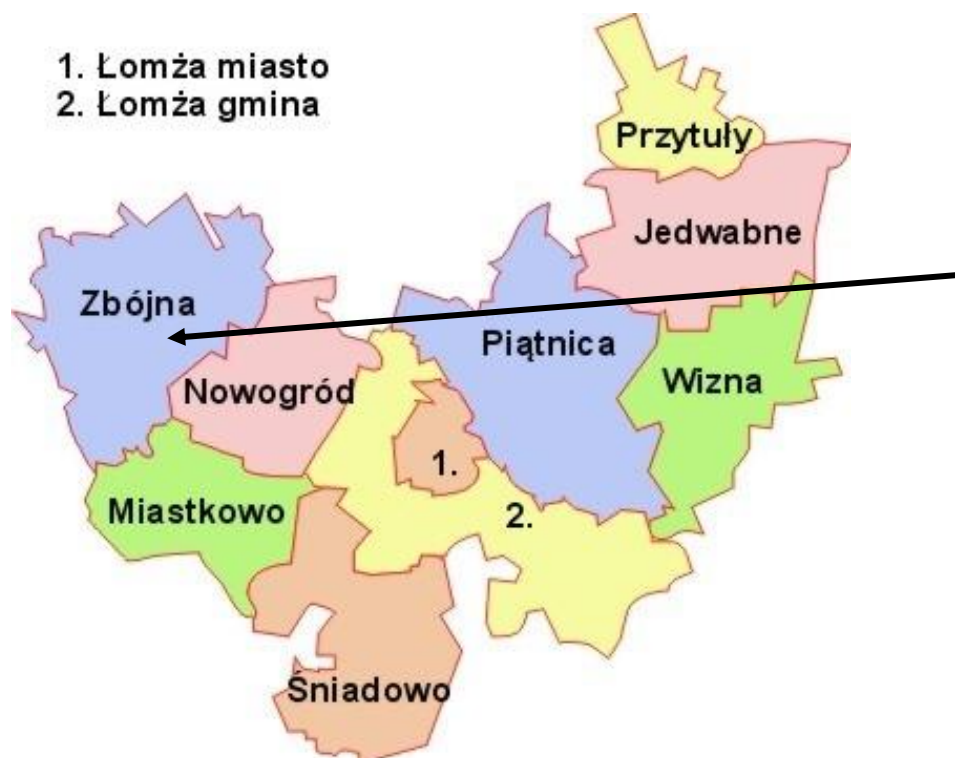 1. Łomża miasto
2. Łomża gmina
Przytuły
Jedwabne
Zbójna
Piątnica
Wizna
Nowogród
1.
Miastkowo
2.
Śniadowo